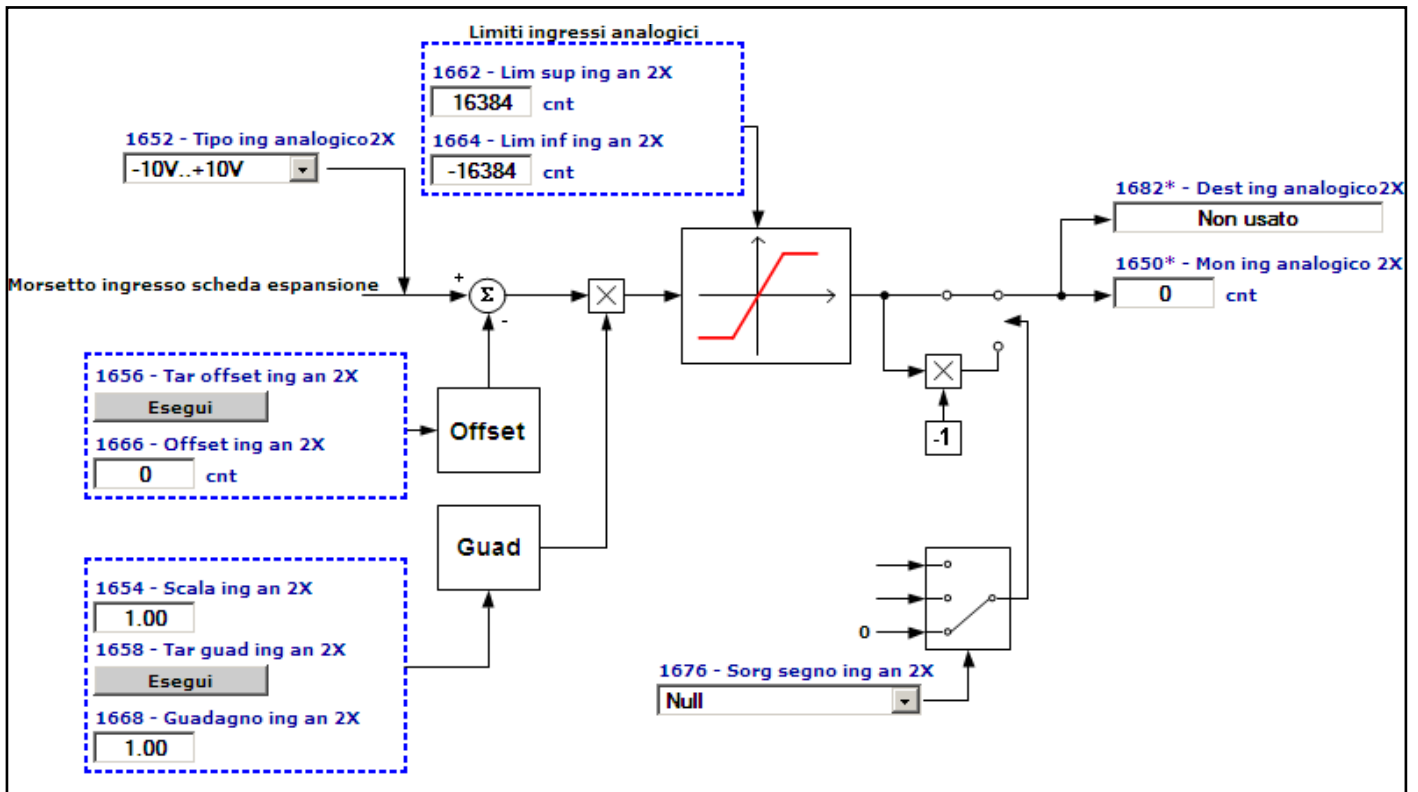 Limiti ingressi analogici
1662 - Lim sup ing an 2X
16384 cnt
1664 - Lim inf ing an 2X
-16384 cnt
1652 - Tipo ing analogico2X
-10V..+10V
1682* - Dest ing analogico2X
Non usato
1650* - Mon ing analogico 2X
0 cnt
Morsetto ingresso scheda espansione
+
Σ
-
1656 - Tar offset ing an 2X
Esegui
1666 - Offset ing an 2X
0 cnt
Offset
-1
Guad
1654 - Scala ing an 2X
1.00
1658 - Tar guad ing an 2X
Esegui
1668 - Guadagno ing an 2X
1.00
0
1676 - Sorg segno ing an 2X
Null